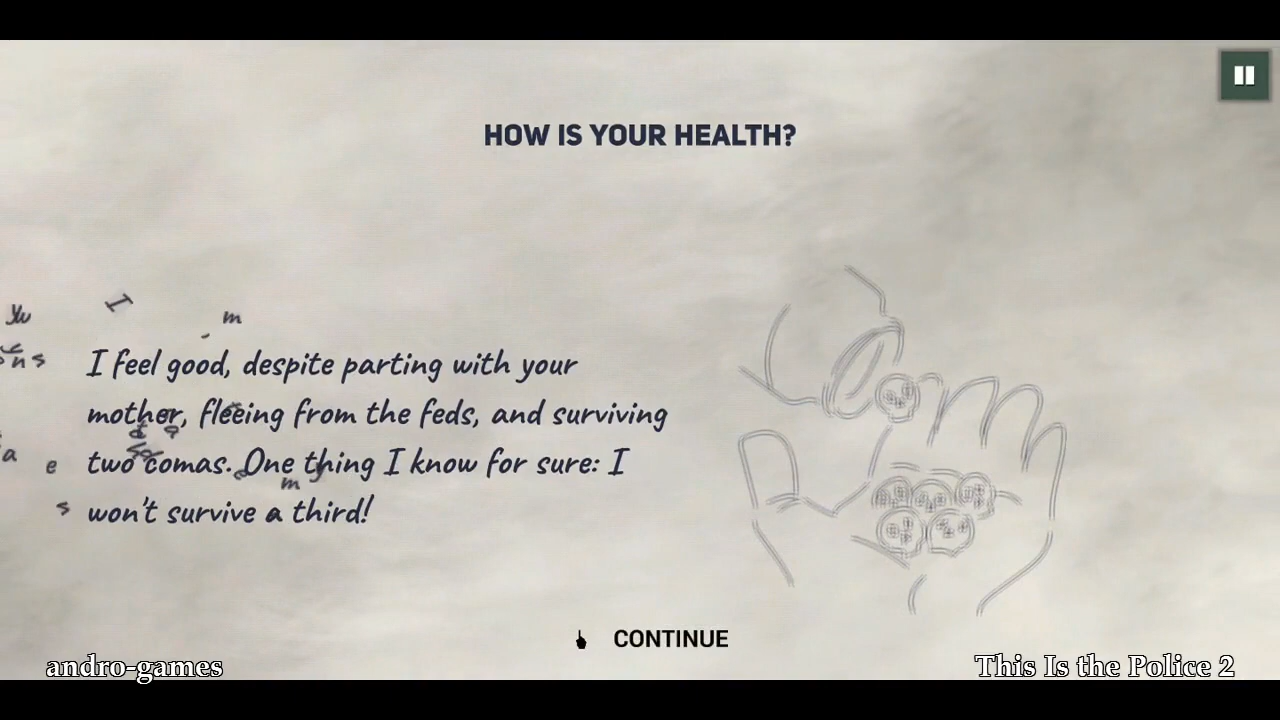 HOW IS YOUR HEALTH?
I feel good, despite parting with your
mother, fleeing from the feds, and surviving
two comas. One thing I know for sure: I
won't survive a third!
CONTINUE
andro-games
This Is the Police 2